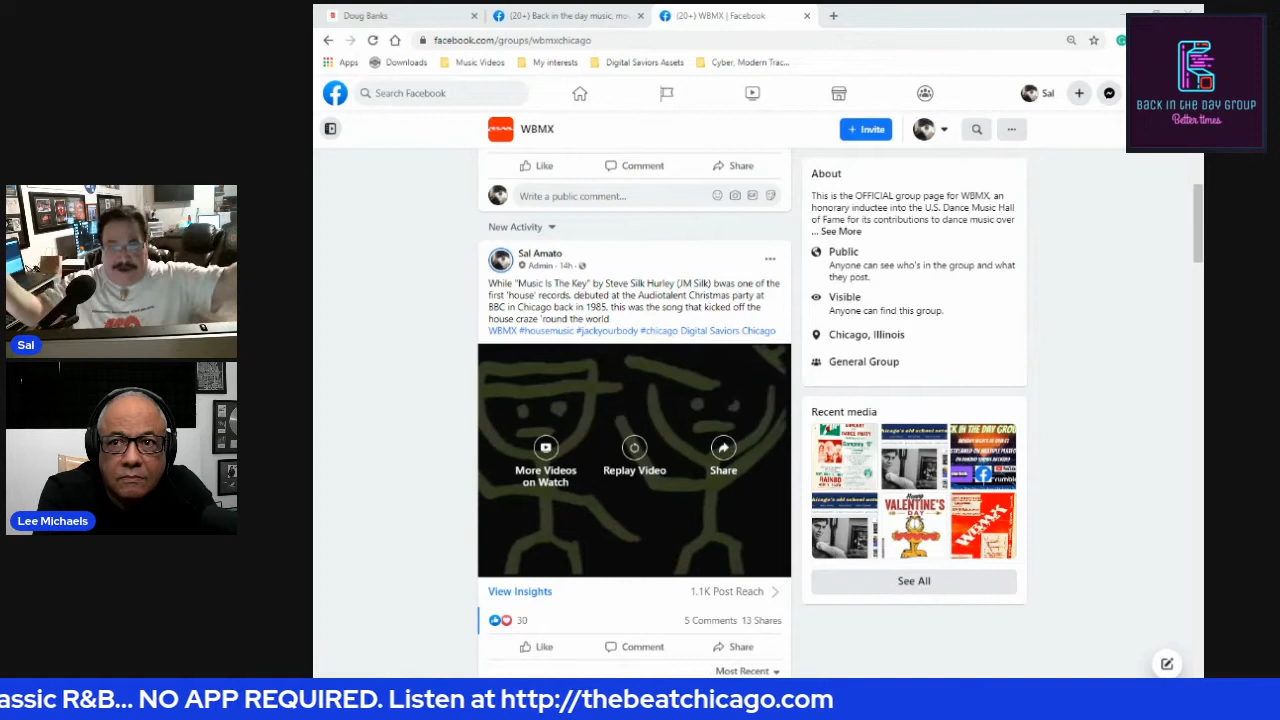 Doug Banks
(20+) Back in the day music, mo
(20+) WBMX | Facebook
facebook.com/groups/wbmxchicago
Apps
Downloads
Music Videos
My interests
Digital Saviors Assets
Cyber, Modern Trac...
BACK IN THE DAY GROUP
Better times
Search Facebook
Sal
WBMX
+ Invite
Like
Comment
Share
Write a public comment...
New Activity
Sal Amato
Admin · 14h ·
While "Music Is The Key" by Steve Silk Hurley (JM Silk) bwas one of the
first 'house' records. debuted at the Audiotalent Christmas party at
BBC in Chicago back in 1985, this was the song that kicked off the
house craze 'round the world
WBMX #housemusic #jackyourbody #chicago Digital Saviors Chicago
More Videos
on Watch
Replay Video
Share
View Insights
1.1K Post Reach
30
5 Comments 13 Shares
Like
Comment
Share
Most Recent
About
This is the OFFICIAL group page for WBMX. an
honorary inductee into the U.S. Dance Music Hall
of Fame for its contributions to dance music over
... See More
Public
Anyone can see who's in the group and what
they post.
Visible
Anyone can find this group.
Chicago, Illinois
General Group
Recent media
HAPPY
VALENTINE'S
DAY
WBMX
See All
Sal
Lee Michaels
assic R&B... NO APP REQUIRED. Listen at http://thebeatchicago.com